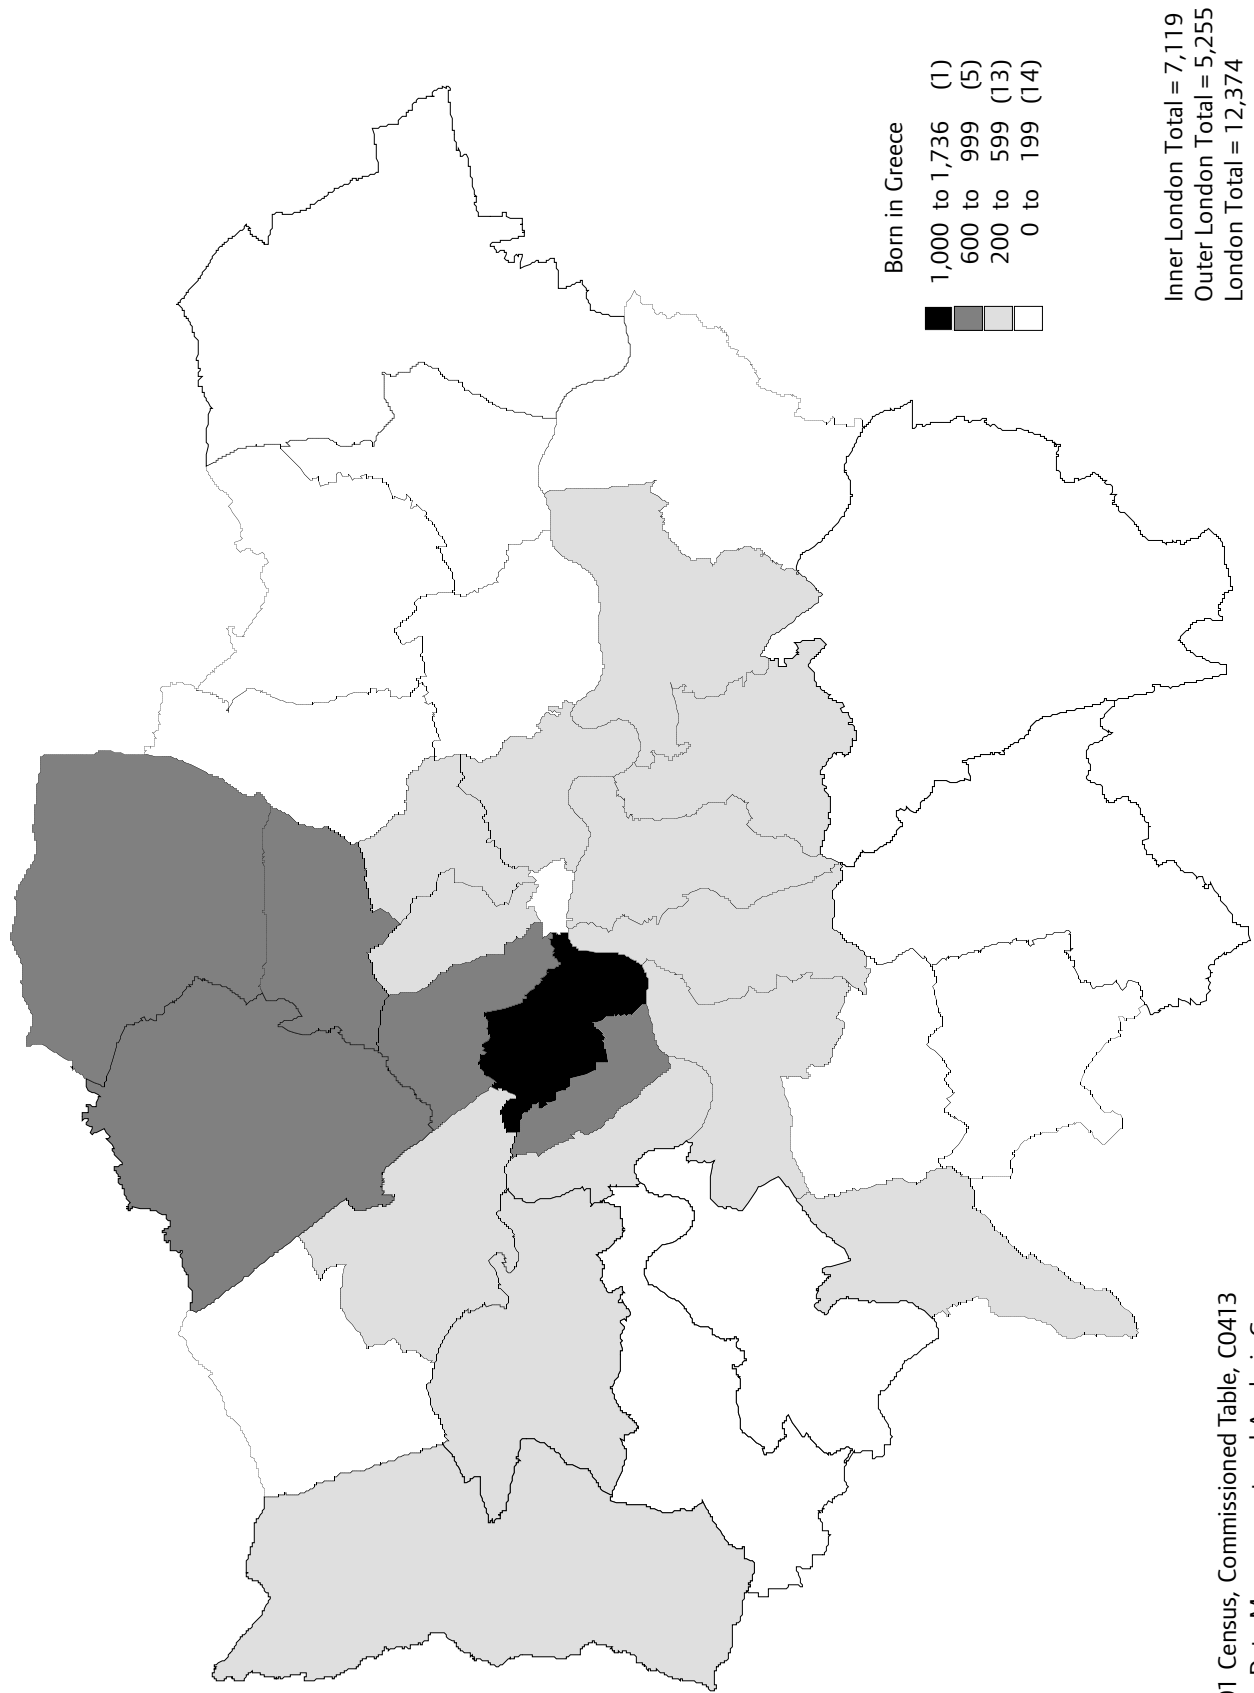 Born in Greece
1,000 to 1,736 (1)
600 to 999 (5)
200 to 599 (13)
0 to 199 (14)
Inner London Total = 7,119
Outer London Total = 5,255
London Total = 12,374
Census, Commissioned Table, C0413